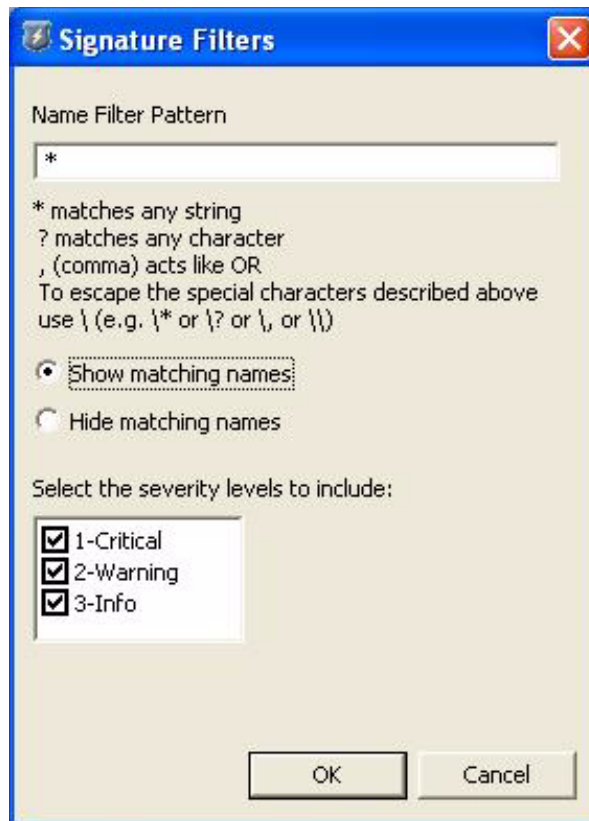 Signature Filters
Name Filter Pattern
*
* matches any string
? matches any character
, (comma) acts like OR
To escape the special characters described above
use \ (e.g. \* or \? or \, or \\)
Show matching names
Hide matching names
Select the severity levels to include:
1-Critical
2-Warning
3-Info
OK Cancel